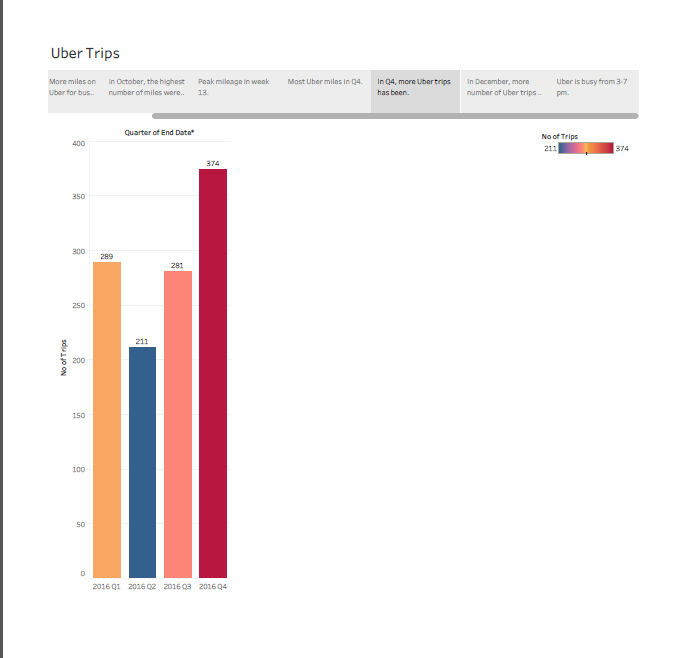 Uber Trips
More miles on
Uber for bus..
In October, the highest
number of miles were..
Peak mileage in week
13.
Most Uber miles in Q4.
In Q4, more Uber trips
has been.
In December, more
number of Uber trips ..
Uber is busy from 3-7
pm.
Quarter of End Date*
No of Trips
211
374
400
350
300
250
200
150
100
50
0
No of Trips
289
211
281
374
2016 Q1
2016 Q2
2016 Q3
2016 Q4